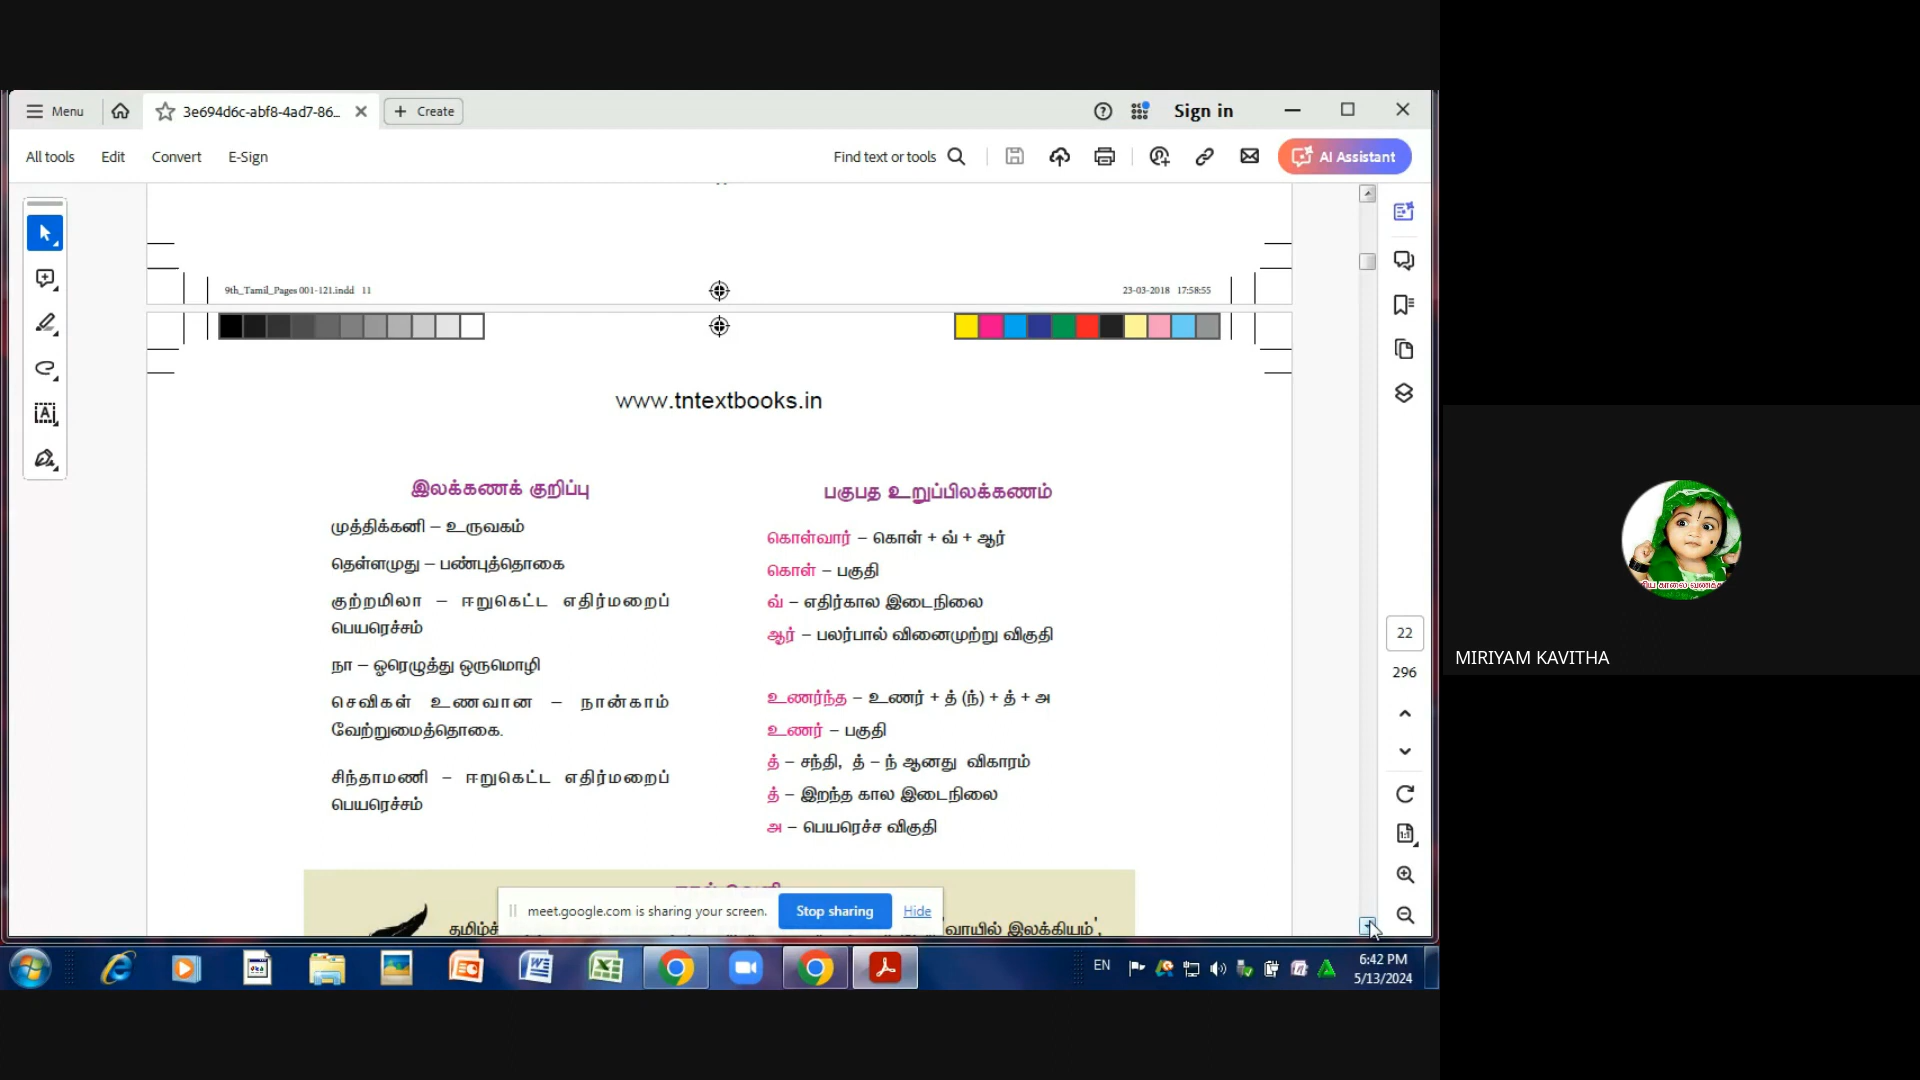 Menu
3e694d6c-abf8-4ad7-86...
Create
Sign in
All tools
Edit
Convert
E-Sign
Find text or tools
AI Assistant
9th_Tamil_Pages 001-121.indd 11
23-03-2018 17:58:55
www.tntextbooks.in
இலக்கணக் குறிப்பு
முத்திக்கனி – உருவகம்
தெள்ளமுது – பண்புத்தொகை
குற்றமிலா – ஈறுகெட்ட எதிர்மறைப்
பெயரெச்சம்
நா – ஓரெழுத்து ஒருமொழி
செவிகள் உணவான – நான்காம்
வேற்றுமைத்தொகை.
சிந்தாமணி – ஈறுகெட்ட எதிர்மறைப்
பெயரெச்சம்
பகுபத உறுப்பிலக்கணம்
கொள்வார் – கொள் + வ் + ஆர்
கொள் – பகுதி
வ் – எதிர்கால இடைநிலை
ஆர் – பலர்பால் வினைமுற்று விகுதி
உணர்ந்த – உணர் + த் (ந்) + த் + அ
உணர் – பகுதி
த் – சந்தி, த் – ந் ஆனது விகாரம்
த் – இறந்த கால இடைநிலை
அ – பெயரெச்ச விகுதி
வாயில் இலக்கியம்',
meet.google.com is sharing your screen.
Stop sharing
Hide
22
296
MIRIYAM KAVITHA
EN
6:42 PM
5/13/2024